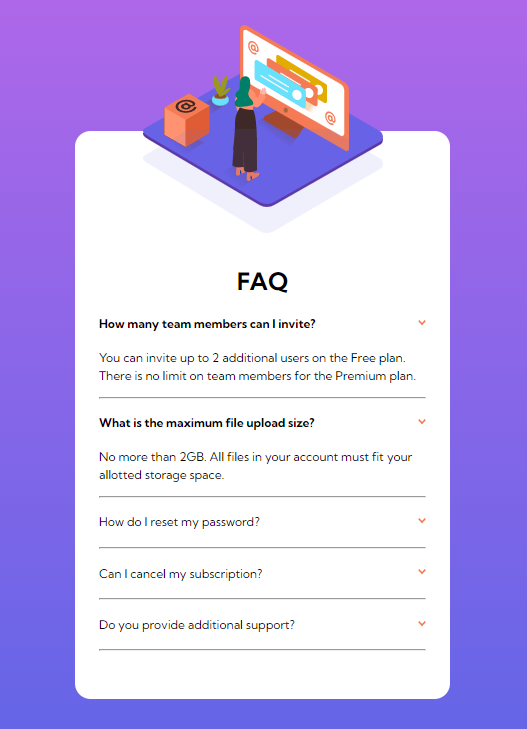 @
@
@
FAQ
How many team members can I invite?
You can invite up to 2 additional users on the Free plan.
There is no limit on team members for the Premium plan.
What is the maximum file upload size?
No more than 2GB. All files in your account must fit your
allotted storage space.
How do I reset my password?
Can I cancel my subscription?
Do you provide additional support?